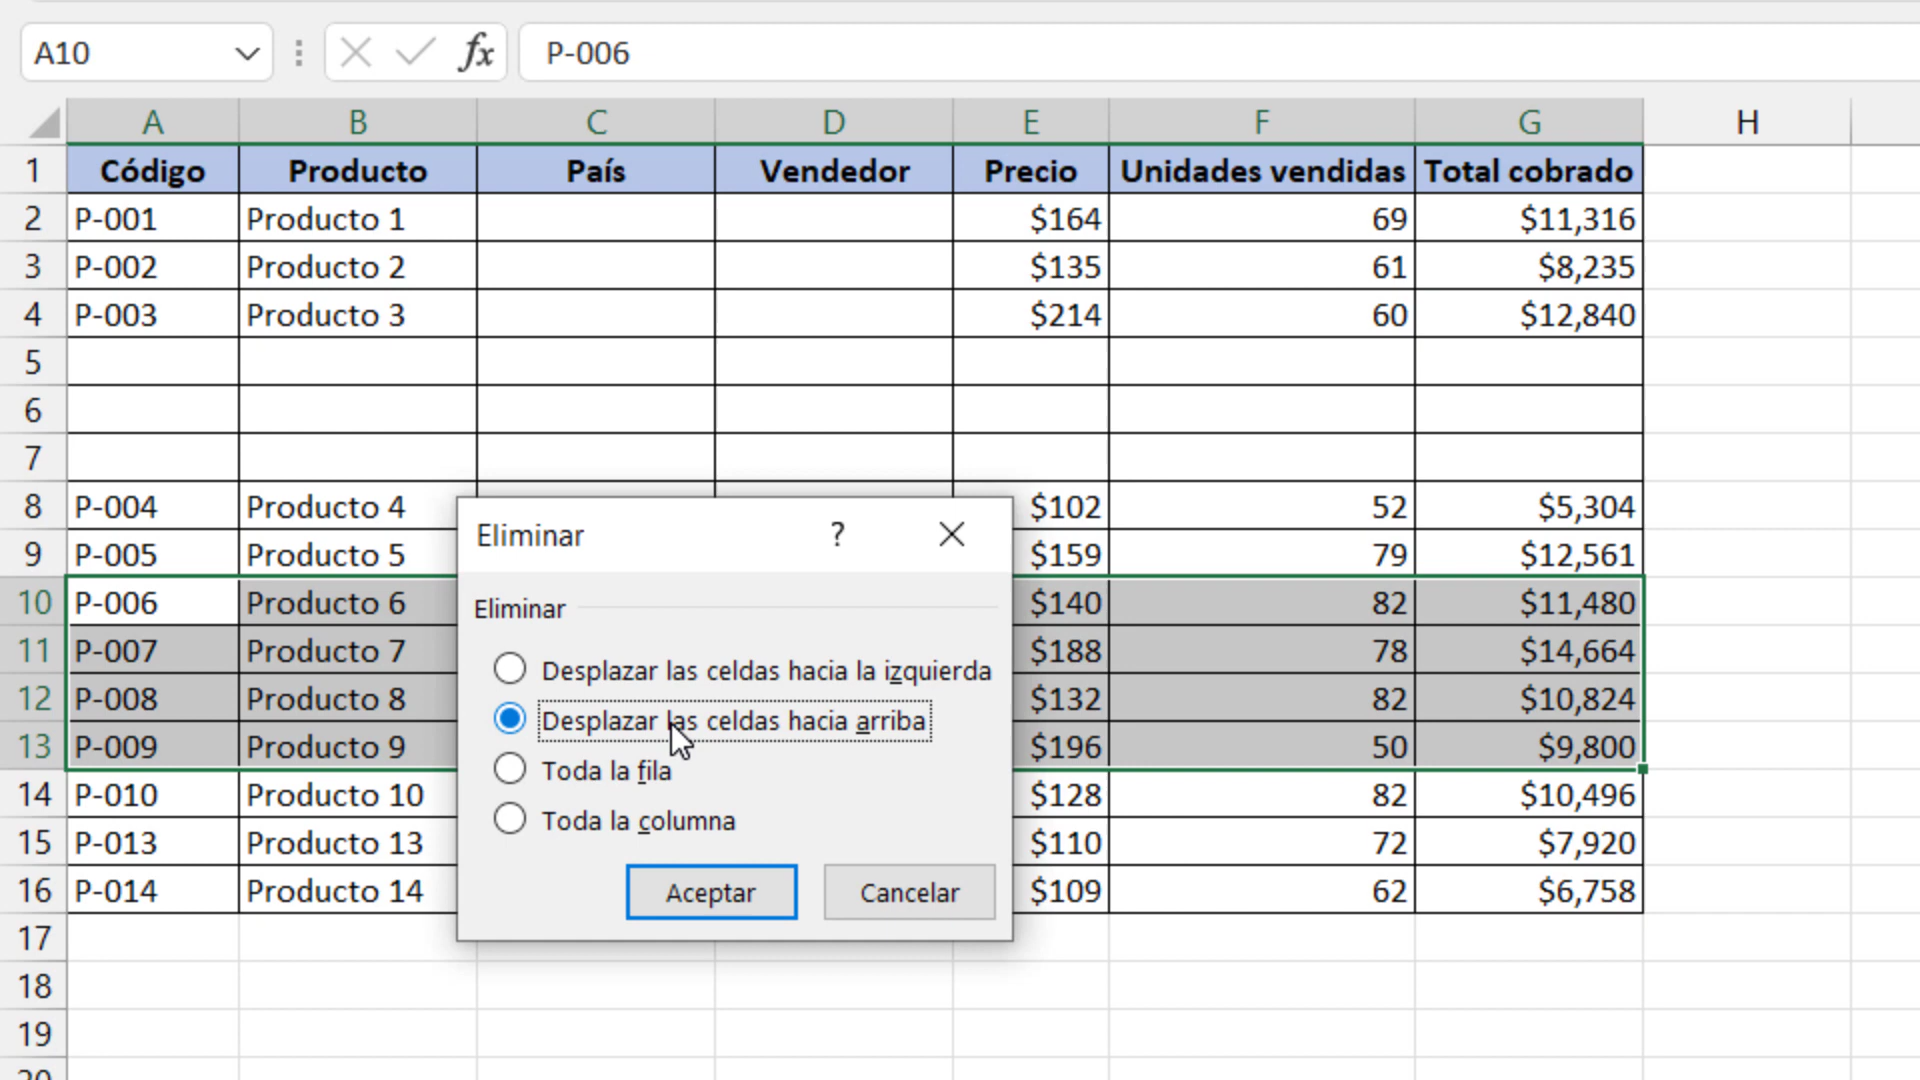 A10 fx P-006
A B C D E F G H
1 Código Producto País Vendedor Precio Unidades vendidas Total cobrado
2 P-001 Producto 1 $164 69 $11,316
3 P-002 Producto 2 $135 61 $8,235
4 P-003 Producto 3 $214 60 $12,840
5
6
7
8 P-004 Producto 4 $102 52 $5,304
9 P-005 Producto 5 $159 79 $12,561
10 P-006 Producto 6 $140 82 $11,480
11 P-007 Producto 7 $188 78 $14,664
12 P-008 Producto 8 $132 82 $10,824
13 P-009 Producto 9 $196 50 $9,800
14 P-010 Producto 10 $128 82 $10,496
15 P-013 Producto 13 $110 72 $7,920
16 P-014 Producto 14 $109 62 $6,758
17
18
19
20
Eliminar ?
Eliminar
Desplazar las celdas hacia la izquierda
Desplazar las celdas hacia arriba
Toda la fila
Toda la columna
Aceptar Cancelar